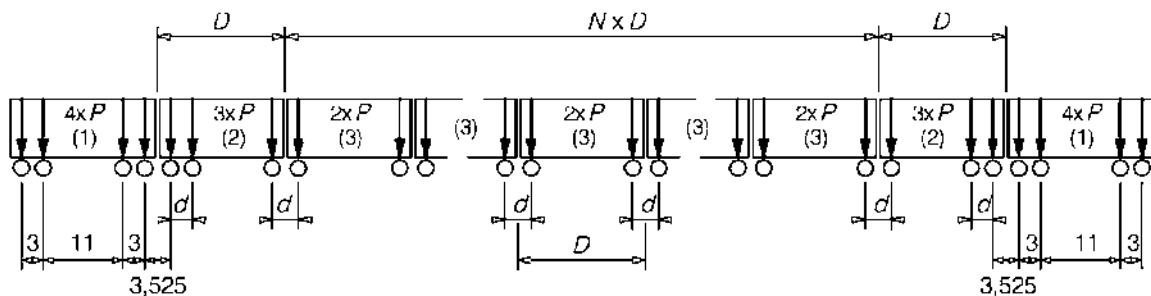 D N x D D
4x P 3x P 2x P 2x P 2x P 3x P 4x P
(1) (2) (3) (3) (3) (3) (3) (2) (1)
d d d d d d
3 11 3 D 3 11 3
3,525 3,525